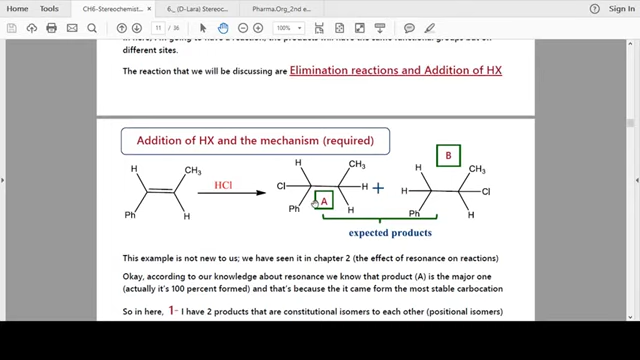 CH6-Stereochemist... × 6._ (D-Lara) Stereoc... Pharma.Org_2nd e...
Home Tools 11 / 36 100%
different sites.
The reaction that we will be discussing are Elimination reactions and Addition of HX
Addition of HX and the mechanism (required)
B
H CH3 H CH3 H CH3
HCl Cl H + H Cl
Ph H Ph A H Ph H
expected products
This example is not new to us; we have seen it in chapter 2 (the effect of resonance on reactions)
Okay, according to our knowledge about resonance we know that product (A) is the major one
(actually it's 100 percent formed) and that's because the it came form the most stable carbocation
So in here, 1- I have 2 products that are constitutional isomers to each other (positional isomers)